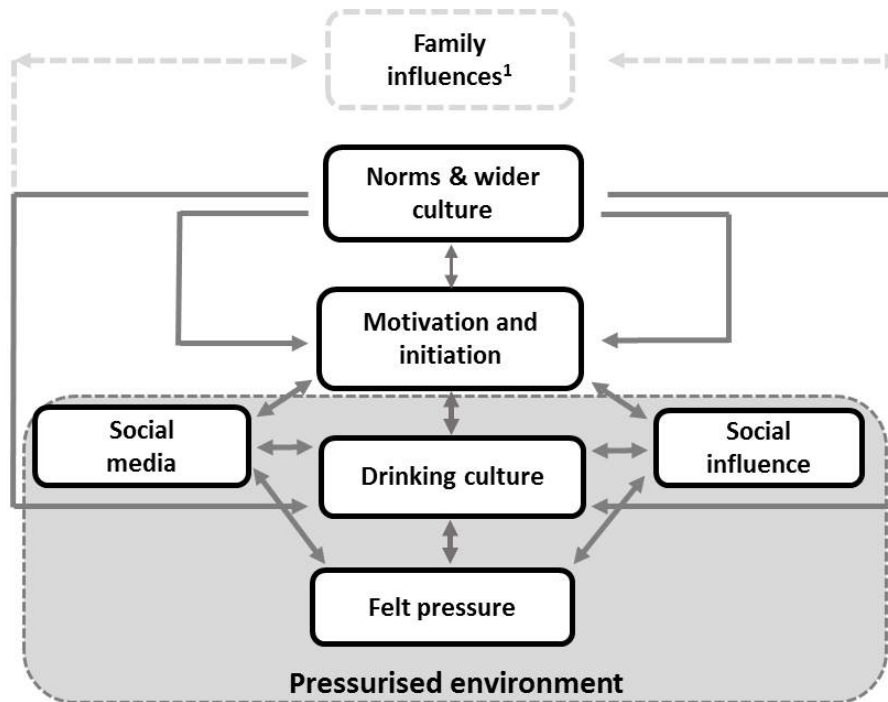 Family
influences¹
Norms & wider
culture
Motivation and
initiation
Social
media
Drinking culture
Social
influence
Felt pressure
Pressurised environment